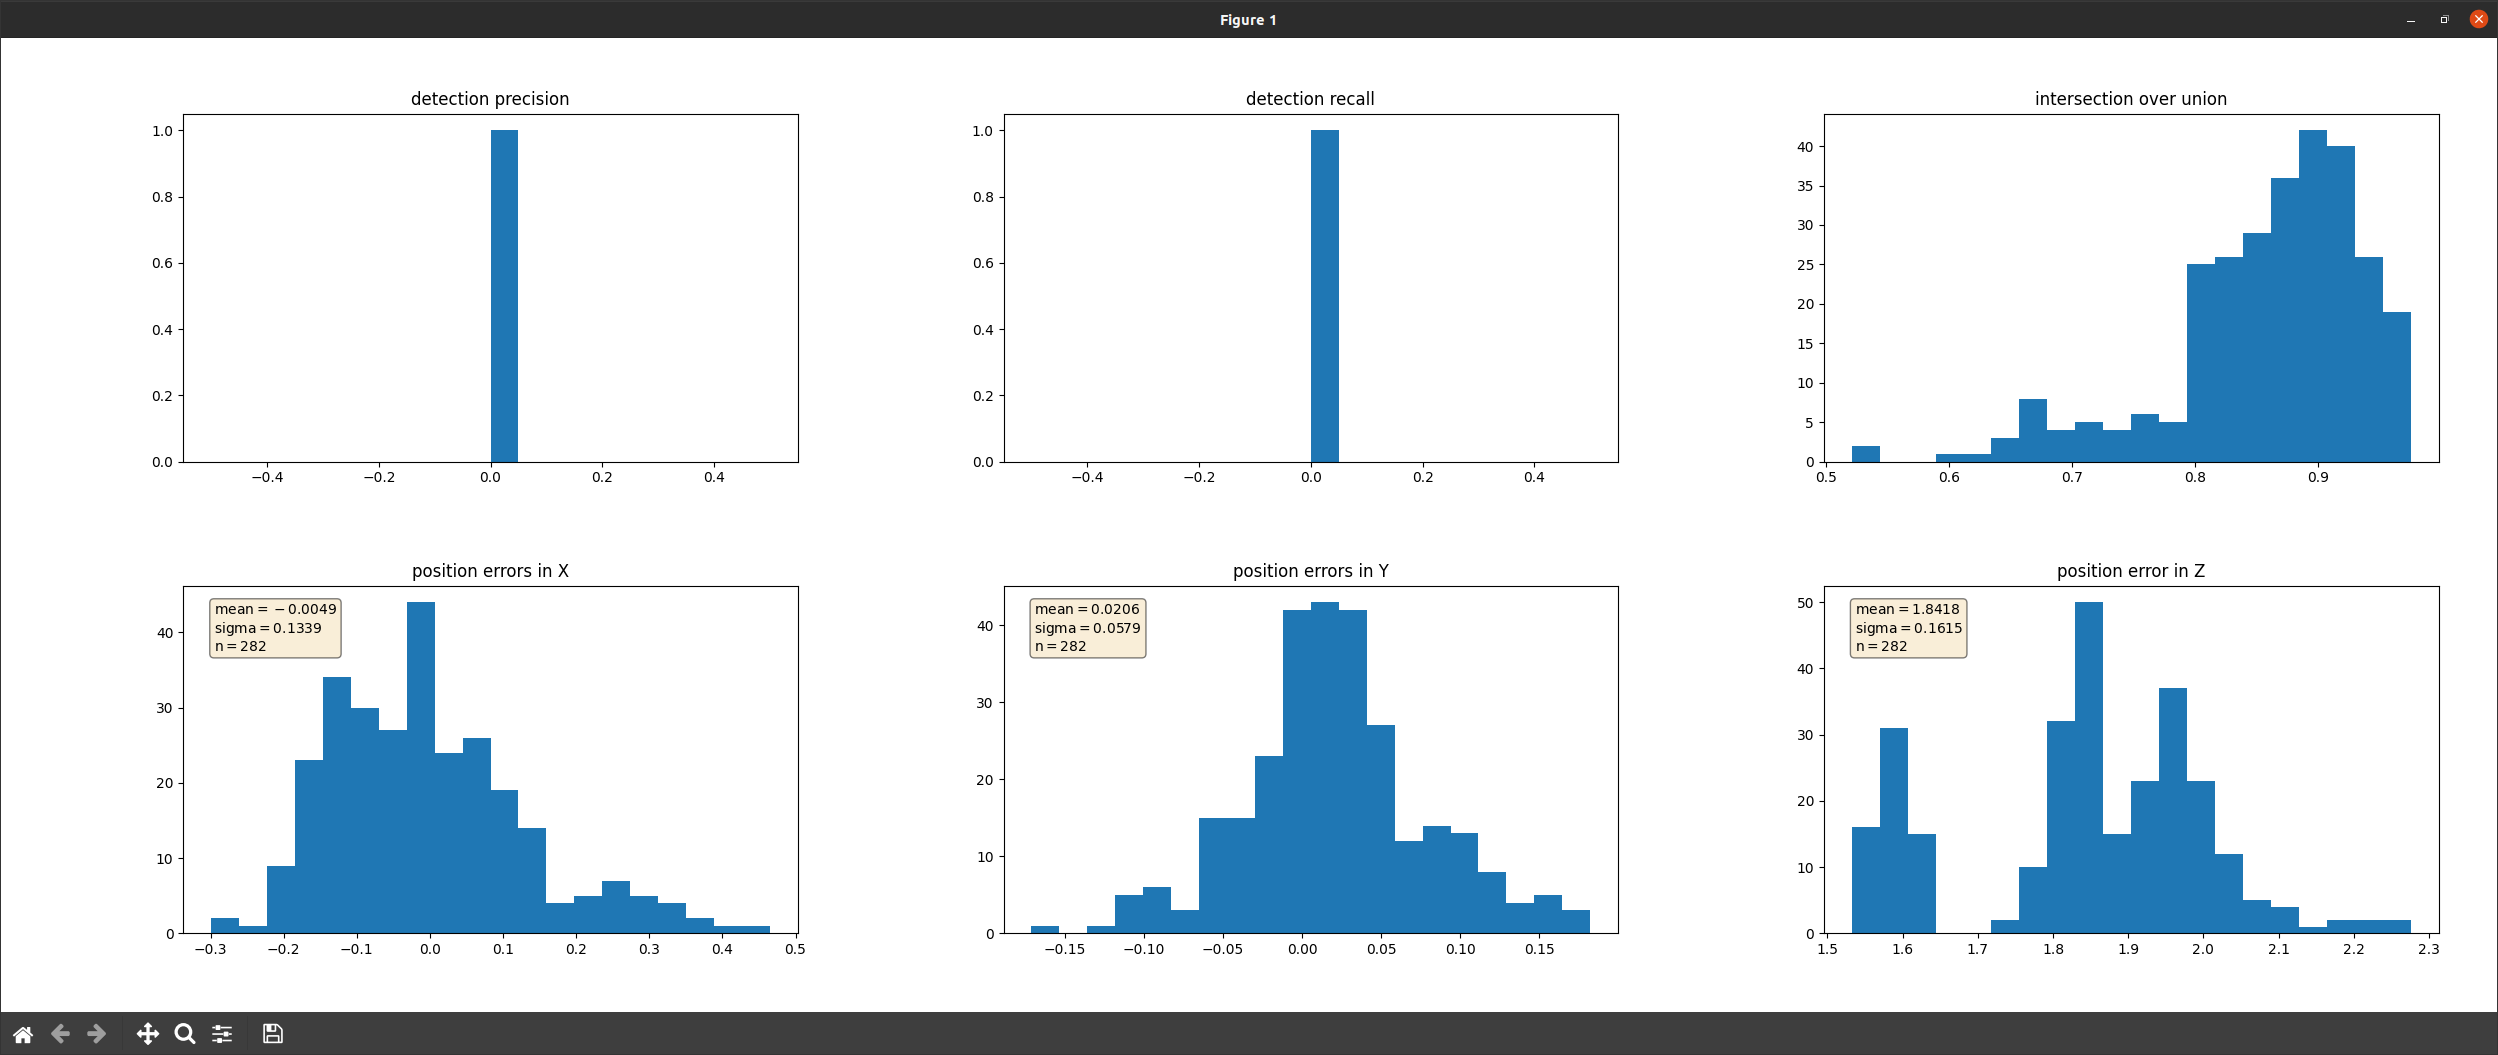 Figure 1
detection precision
1.0
0.8
0.6
0.4
0.2
0.0
−0.4 −0.2 0.0 0.2 0.4
detection recall
1.0
0.8
0.6
0.4
0.2
0.0
−0.4 −0.2 0.0 0.2 0.4
intersection over union
40
35
30
25
20
15
10
5
0
0.5 0.6 0.7 0.8 0.9
position errors in X
mean = −0.0049
sigma = 0.1339
n = 282
40
30
20
10
0
−0.3 −0.2 −0.1 0.0 0.1 0.2 0.3 0.4 0.5
position errors in Y
mean = 0.0206
sigma = 0.0579
n = 282
40
30
20
10
0
−0.15 −0.10 −0.05 0.00 0.05 0.10 0.15
position error in Z
mean = 1.8418
sigma = 0.1615
n = 282
50
40
30
20
10
0
1.5 1.6 1.7 1.8 1.9 2.0 2.1 2.2 2.3